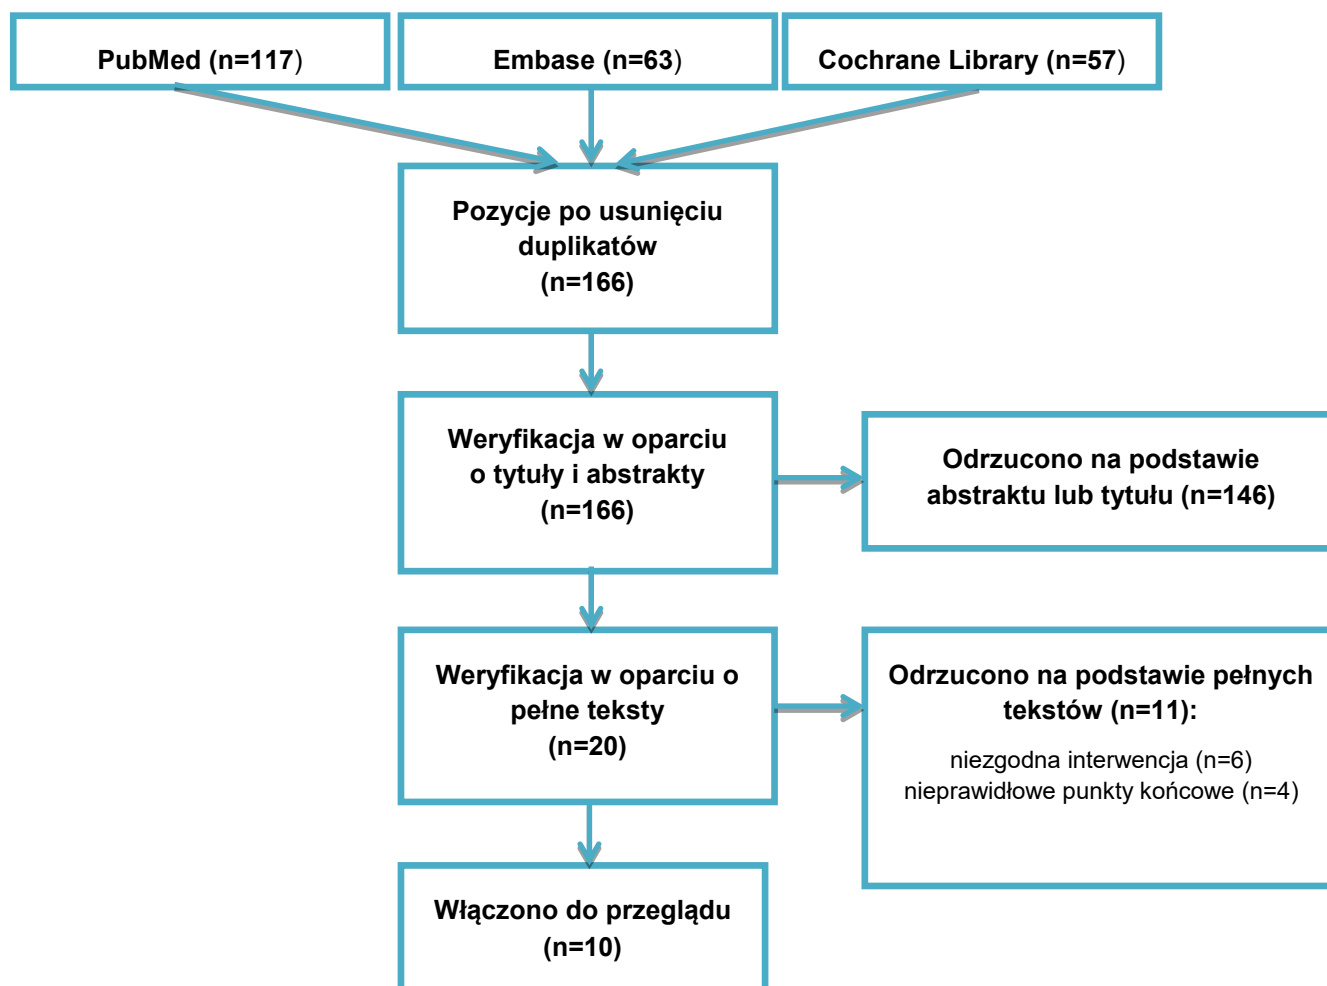 PubMed (n=117)
Embase (n=63)
Cochrane Library (n=57)
Pozycje po usunięciu
duplikatów
(n=166)
Weryfikacja w oparciu
o tytuły i abstrakty
(n=166)
Odrzucono na podstawie
abstraktu lub tytułu (n=146)
Weryfikacja w oparciu o
pełne teksty
(n=20)
Odrzucono na podstawie pełnych
tekstów (n=11):
niezgodna interwencja (n=6)
nieprawidłowe punkty końcowe (n=4)
Włączono do przeglądu
(n=10)